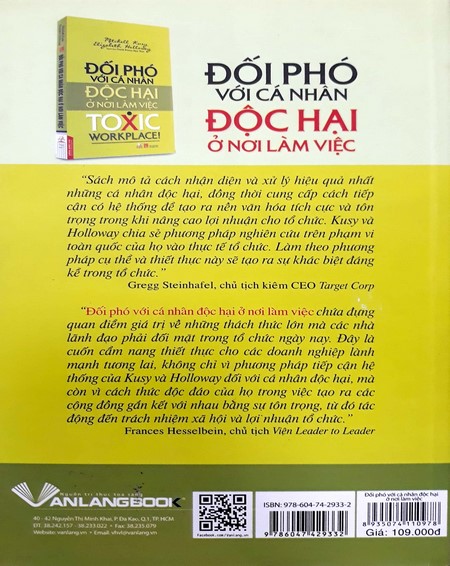 Mitchell Kusy
Elizabeth Holloway
ĐỐI PHÓ
VỚI CÁ NHÂN
ĐỘC HẠI
Ở NƠI LÀM VIỆC
TOXIC
WORKPLACE!
ĐỐI PHÓ
VỚI CÁ NHÂN
ĐỘC HẠI
Ở NƠI LÀM VIỆC
“Sách mô tả cách nhận diện và xử lý hiệu quả nhất
những cá nhân độc hại, đồng thời cung cấp cách tiếp
cận có hệ thống để tạo ra nền văn hóa tích cực và tôn
trọng trong khi nâng cao lợi nhuận cho tổ chức. Kusy và
Holloway chia sẻ phương pháp nghiên cứu trên phạm vi
toàn quốc của họ vào thực tế tổ chức. Làm theo phương
pháp cụ thể và thiết thực này sẽ tạo ra sự khác biệt đáng
kể trong tổ chức.”
Gregg Steinhafel, chủ tịch kiêm CEO Target Corp
“Đối phó với cá nhân độc hại ở nơi làm việc chứa đựng
quan điểm giá trị về những thách thức lớn mà các nhà
lãnh đạo phải đối mặt trong tổ chức ngày nay. Đây là
cuốn cẩm nang thiết thực cho các doanh nghiệp lành
mạnh tương lai, không chỉ vì phương pháp tiếp cận hệ
thống của Kusy và Holloway đối với cá nhân độc hại, mà
còn vì cách thức độc đáo của họ trong việc tạo ra các
cộng đồng gắn kết với nhau bằng sự tôn trọng, từ đó tác
động đến trách nhiệm xã hội và lợi nhuận tổ chức.”
Frances Hesselbein, chủ tịch Viện Leader to Leader
Nguồn tri thức tỏa sáng
VANLANGBOOK
40 - 42 Nguyễn Thị Minh Khai, P. Đa Kao, Q.1, TP. HCM
ĐT: 38.242.157 - 38.233.022 • Fax: 38.235.079
Website: vanlang.vn • Email: vhvl@vanlang.vn
Facebook.com/VanLang.vn
ISBN: 978-604-74-2933-2
9 786047 429332
Đối phó với cá nhân độc hại
ở nơi làm việc
8 935074 110978
Giá: 109.000đ